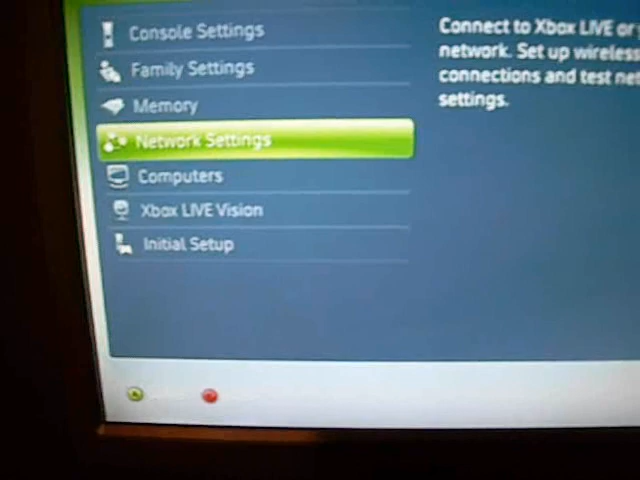 Console Settings
Family Settings
Memory
Network Settings
Computers
Xbox LIVE Vision
Initial Setup
Connect to Xbox LIVE or
network. Set up wireless
connections and test net
settings.